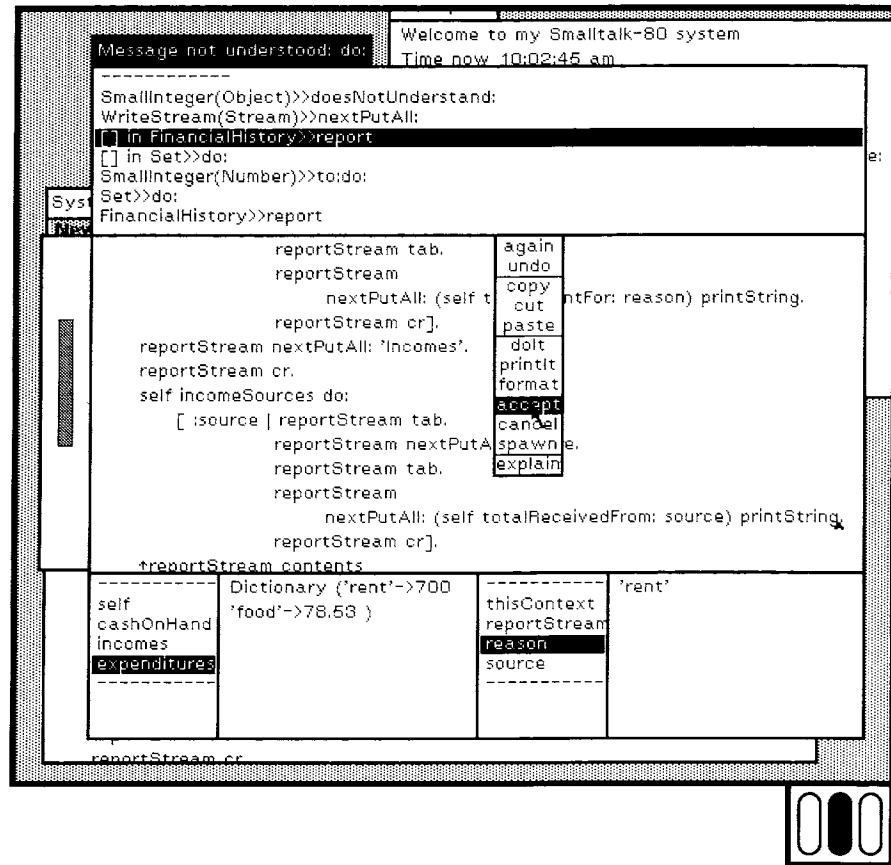 Welcome to my Smalltalk-80 system
Message not understood: do:
Time now 10:02:45 am
-------------
SmallInteger(Object)>>doesNotUnderstand:
WriteStream(Stream)>>nextPutAll:
[] in FinancialHistory>>report
[] in Set>>do:
e:
SmallInteger(Number)>>to:do:
Set>>do:
Syst
FinancialHistory>>report
New
reportStream tab.
reportStream
nextPutAll: (self t
ntFor: reason) printString.
reportStream cr].
reportStream nextPutAll: 'Incomes'.
reportStream cr.
self incomeSources do:
[ :source | reportStream tab.
reportStream nextPutA
e.
reportStream tab.
reportStream
nextPutAll: (self totalReceivedFrom: source) printString.
reportStream cr].
↑reportStream contents
again
undo
copy
cut
paste
doIt
printIt
format
accept
cancel
spawn
explain
-----------
self
cashOnHand
incomes
expenditures
-----------
Dictionary ('rent'->700
'food'->78.53 )
-----------
thisContext
reportStream
reason
source
-----------
'rent'
reportStream cr